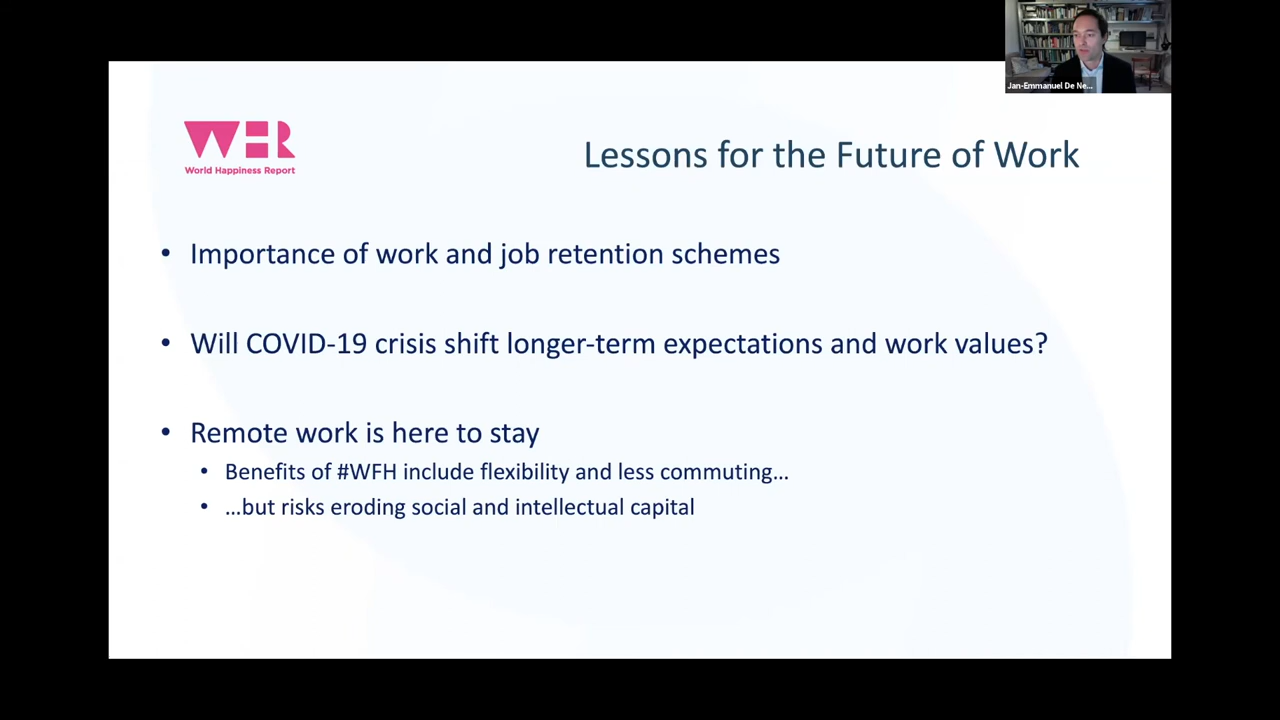 Jan-Emmanuel De Ne...
WHR
World Happiness Report
Lessons for the Future of Work
• Importance of work and job retention schemes
• Will COVID-19 crisis shift longer-term expectations and work values?
• Remote work is here to stay
• Benefits of #WFH include flexibility and less commuting…
• …but risks eroding social and intellectual capital